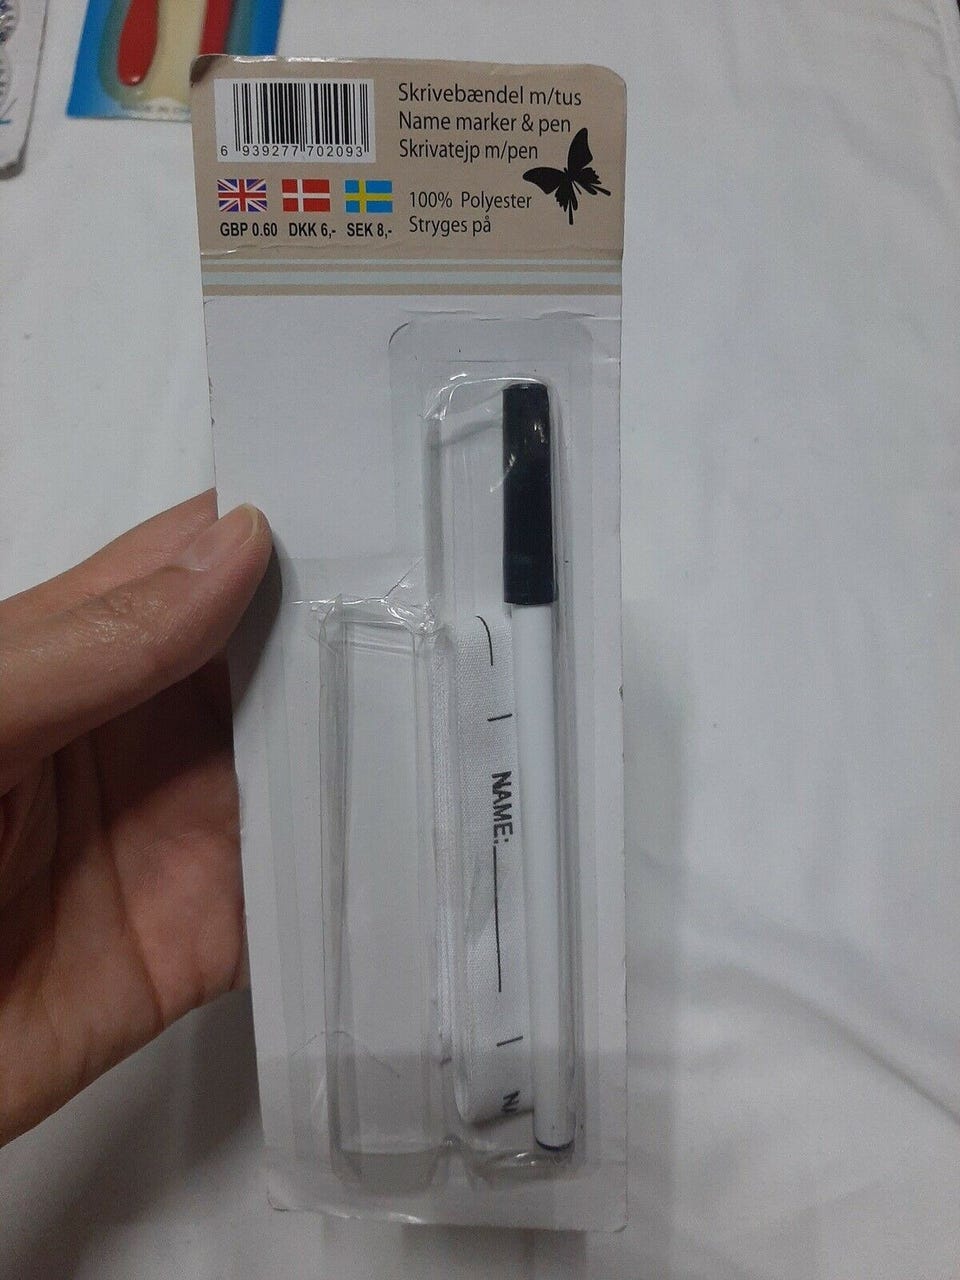 Skrivebændel m/tus
Name marker & pen
Skrivatejp m/pen
6 939277 702093
100% Polyester
Stryges på
GBP 0.60 DKK 6,- SEK 8,-
NAME: